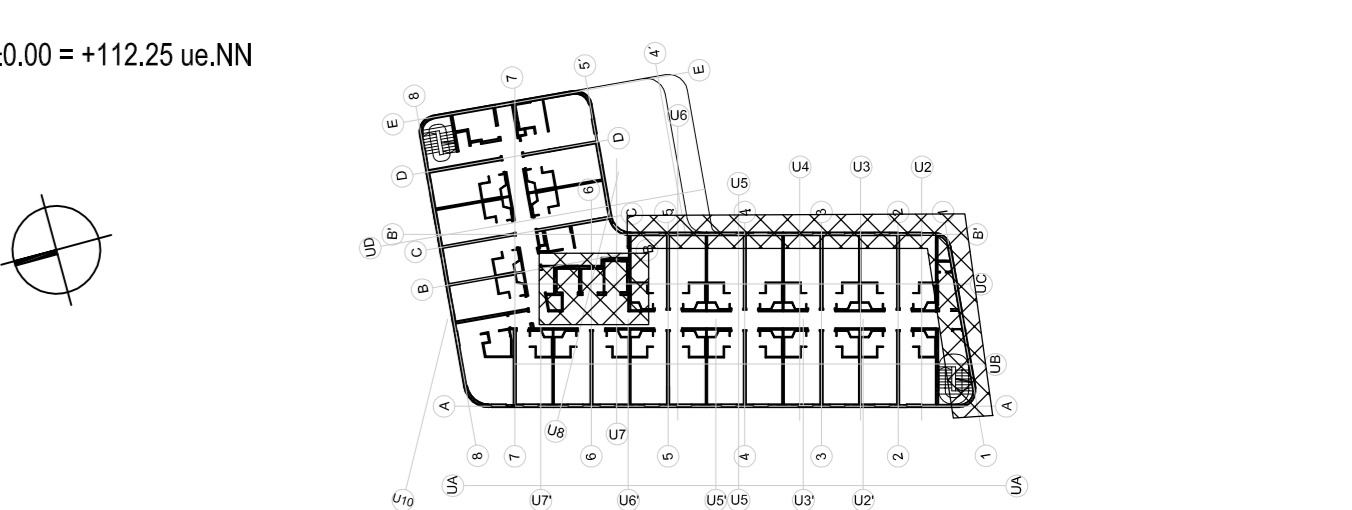 ±0.00 = +112.25 ue.NN
4'
5'
E
7
8
E
U6
D
D
U4
U3
U2
U5
6
C
5
4
3
2
1
B'
B'
UD
C
B
B
UC
UB
A
A
U8
U7
8
7
6
5
4
3
2
1
UA
UA
U10
U7'
U6'
U5'
U5
U3'
U2'